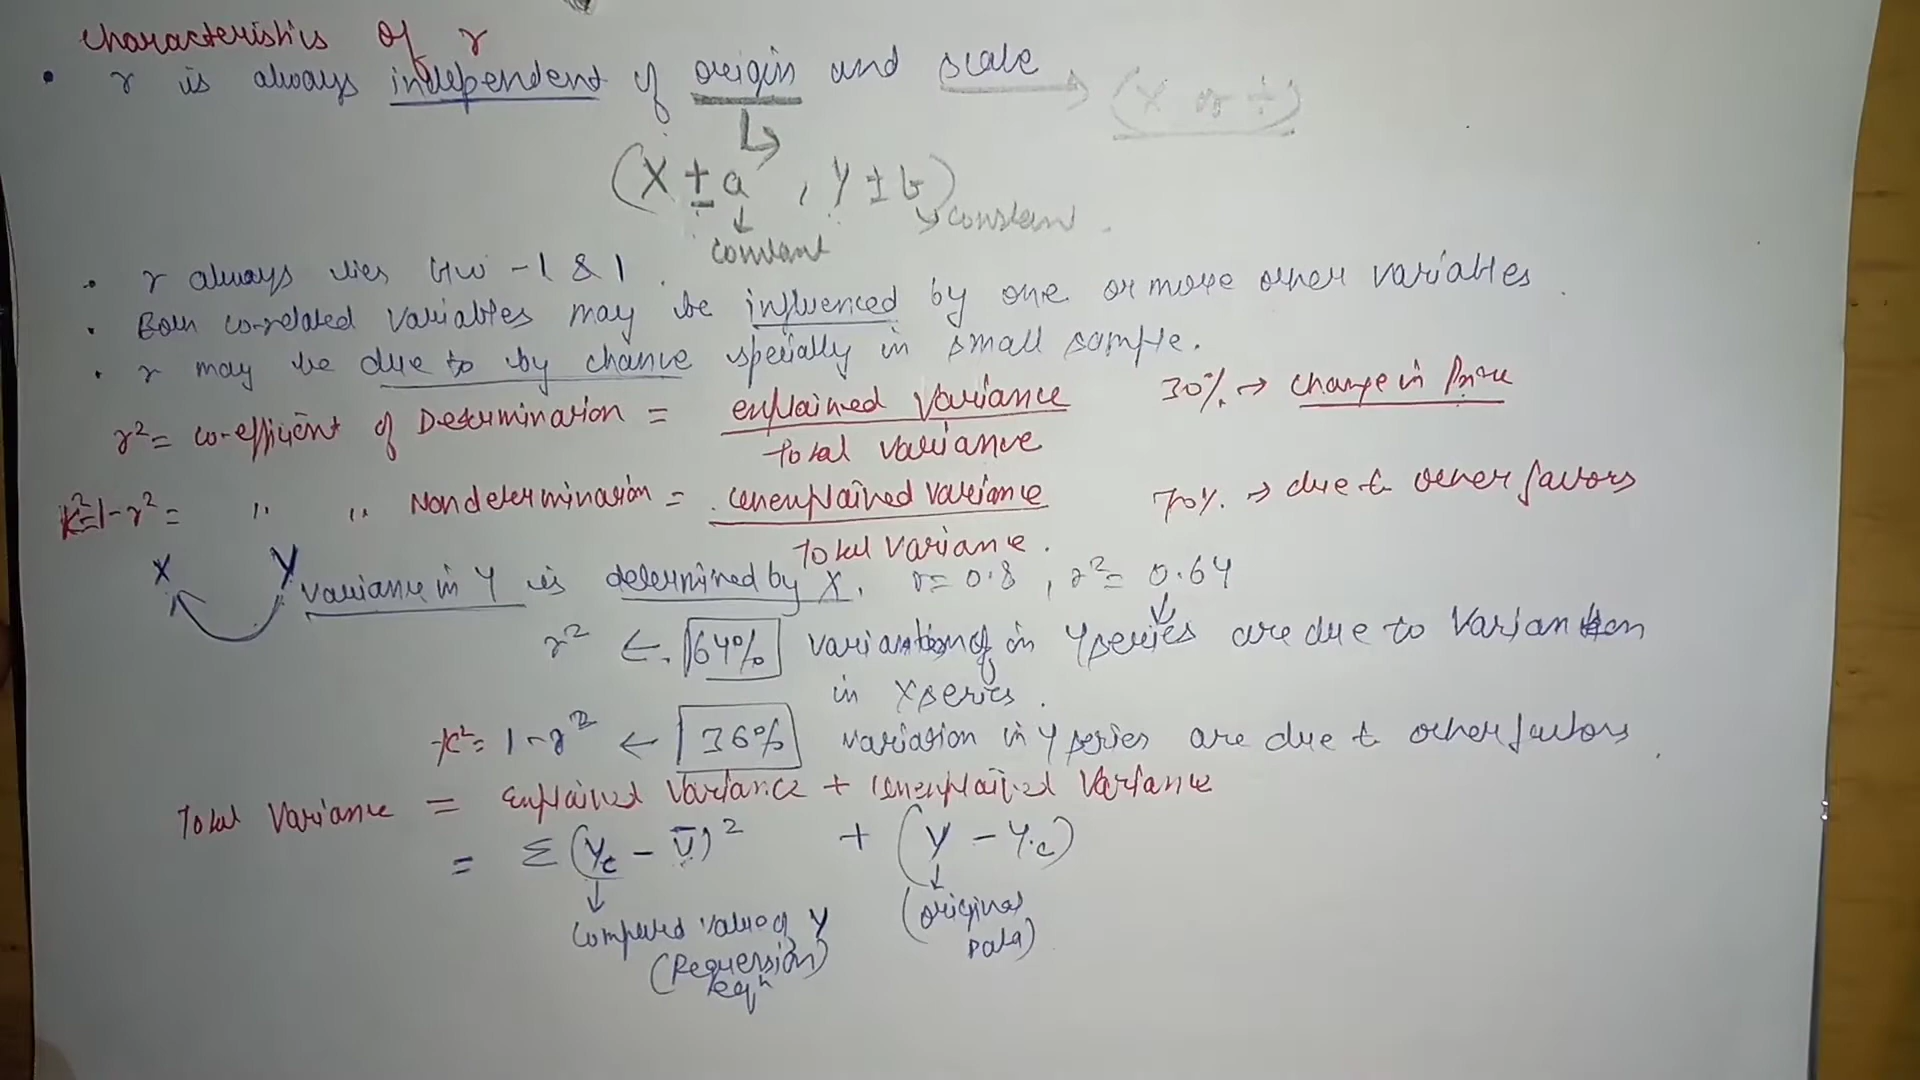 characteristics of r
• r is always independent of origin and scale → (X or ÷)
(X ± a , Y ± b)
constant
constant
• r always lies btw -1 & 1 .
• Both co-related variables may be influenced by one or more other variables .
• r may be due to by chance specially in small sample.
r² = co-efficient of Determination = explained variance / total variance
30% → change in Price
k² = 1-r² = " " Nondetermination = unexplained variance / Total variance .
70% → due to other factors
X Y
variance in Y is determined by X . r = 0.8 , r² = 0.64
r² ← 64% variation in Y series are due to variation
in X series .
k² = 1-r² ← 36% variation in Y series are due to other factors .
Total Variance = explained variance + unexplained variance
= Σ (Yc - Ȳ)² + (Y - Yc)
computed value of Y
(Regression
eqⁿ)
(original
Data)